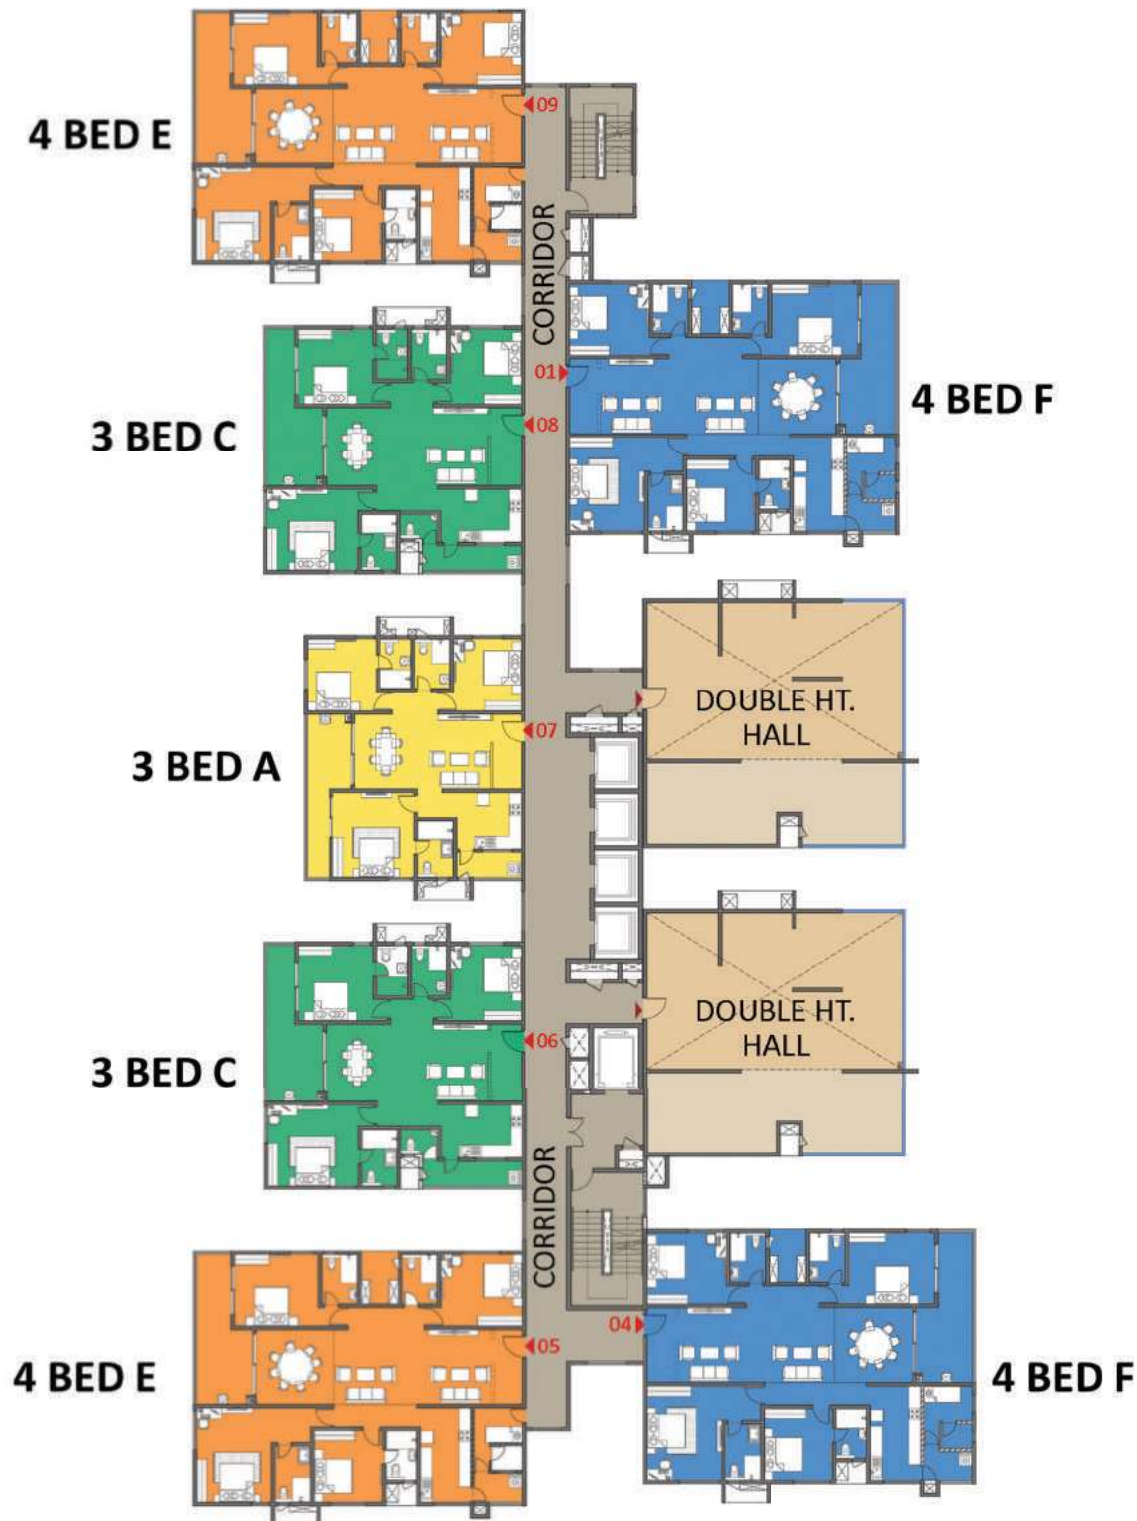 09
4 BED E
CORRIDOR
01
4 BED F
08
3 BED C
DOUBLE HT.
HALL
07
3 BED A
DOUBLE HT.
HALL
06
3 BED C
CORRIDOR
04
05
4 BED E
4 BED F